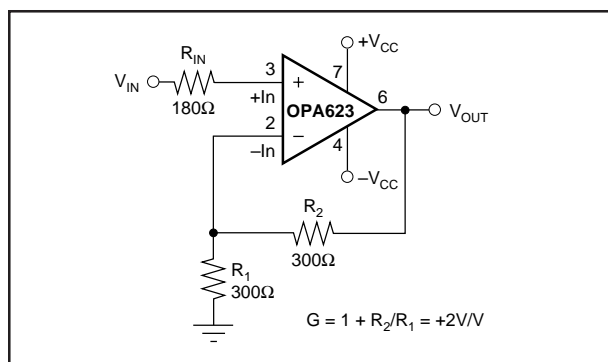 +V_CC
R_IN
V_IN
180Ω
3
+
+In
7
OPA623
6
V_OUT
2
–
–In
4
–V_CC
R_2
300Ω
R_1
300Ω
G = 1 + R_2/R_1 = +2V/V